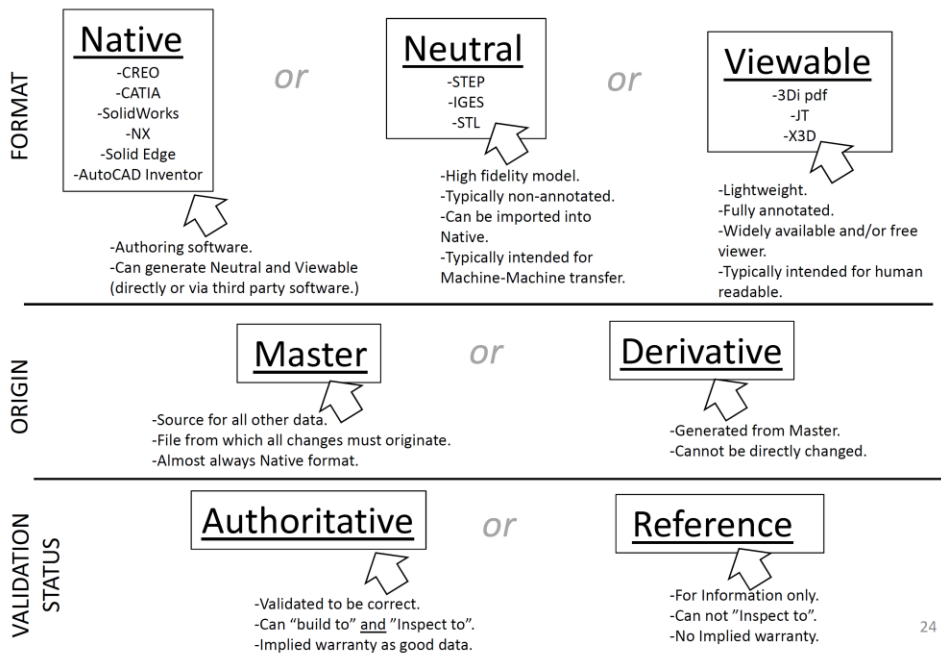 FORMAT
Native
-CREO
-CATIA
-SolidWorks
-NX
-Solid Edge
-AutoCAD Inventor
-Authoring software.
-Can generate Neutral and Viewable
(directly or via third party software.)
or
Neutral
-STEP
-IGES
-STL
-High fidelity model.
-Typically non-annotated.
-Can be imported into
Native.
-Typically intended for
Machine-Machine transfer.
or
Viewable
-3Di pdf
-JT
-X3D
-Lightweight.
-Fully annotated.
-Widely available and/or free
viewer.
-Typically intended for human
readable.
ORIGIN
Master
-Source for all other data.
-File from which all changes must originate.
-Almost always Native format.
or
Derivative
-Generated from Master.
-Cannot be directly changed.
VALIDATION
STATUS
Authoritative
-Validated to be correct.
-Can “build to” and ”Inspect to”.
-Implied warranty as good data.
or
Reference
-For Information only.
-Can not ”Inspect to”.
-No Implied warranty.
24